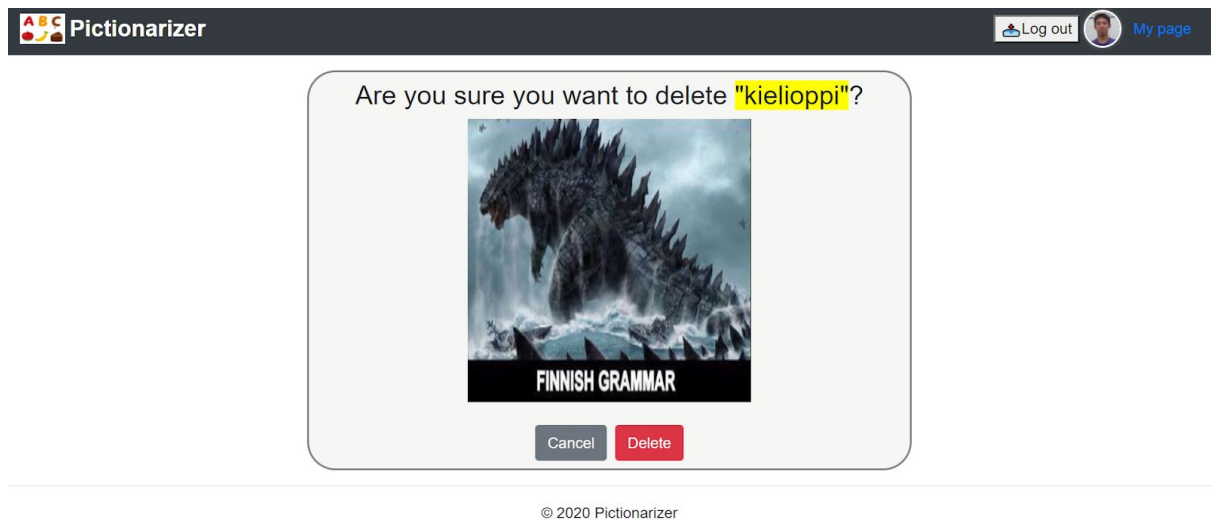 A B C Pictionarizer
Log out My page
Are you sure you want to delete "kielioppi"?
FINNISH GRAMMAR
Cancel Delete
© 2020 Pictionarizer